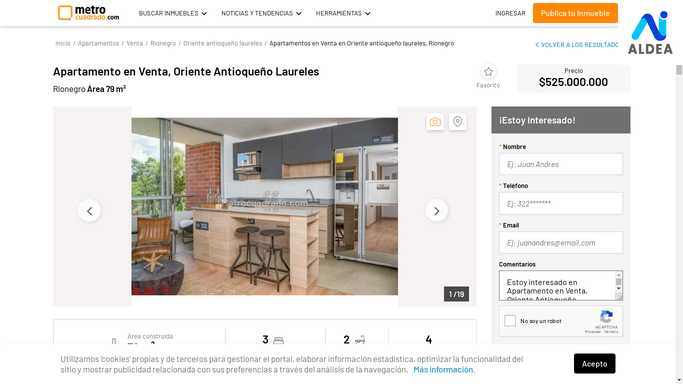 metro
cuadrado.com
BUSCAR INMUEBLES
NOTICIAS Y TENDENCIAS
HERRAMIENTAS
INGRESAR
Publica tu Inmueble
ALDEA
Inicio / Apartamentos / Venta / Rionegro / Oriente antioqueño laureles / Apartamentos en Venta en Oriente antioqueño laureles, Rionegro
< VOLVER A LOS RESULTADO
Apartamento en Venta, Oriente Antioqueño Laureles
Rionegro Área 79 m²
Favorito
Precio
$525.000.000
1 /19
¡Estoy Interesado!
* Nombre
Ej: Juan Andres
* Teléfono
Ej: 322*******
* Email
Ej: juanandres@email.com
Comentarios
Estoy interesado en
Apartamento en Venta,
Oriente Antioqueño
No soy un robot
reCAPTCHA
Privacidad - Términos
Área construida
3
2
4
Utilizamos 'cookies' propias y de terceros para gestionar el portal, elaborar información estadística, optimizar la funcionalidad del
sitio y mostrar publicidad relacionada con sus preferencias a través del análisis de la navegación. Más información.
Acepto